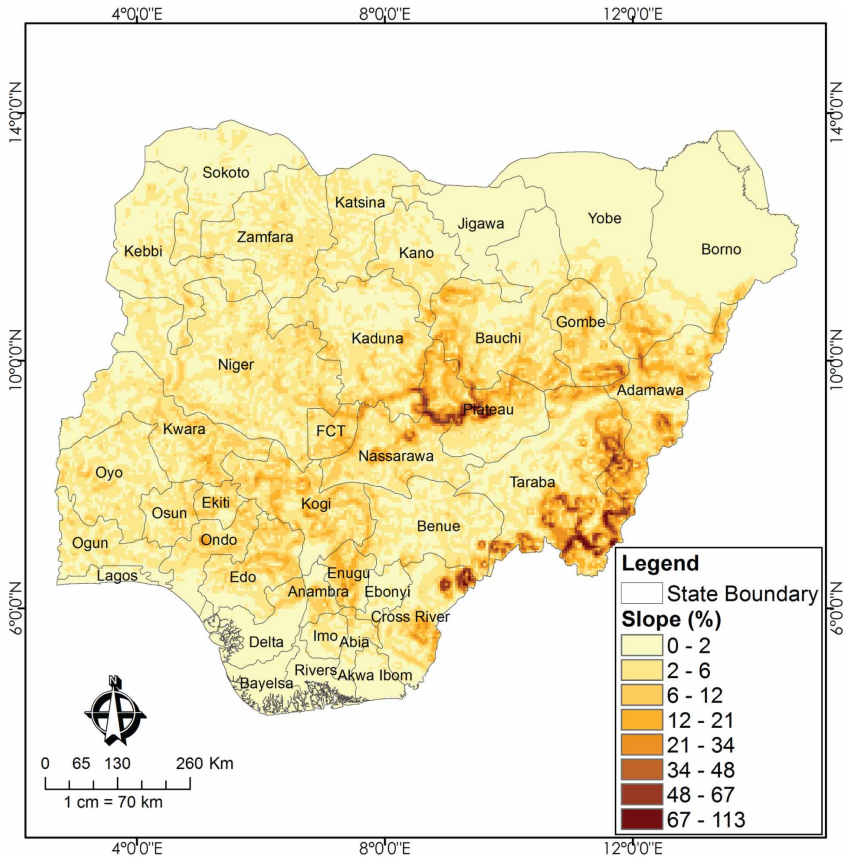 4°0'0"E 8°0'0"E 12°0'0"E
14°0'0"N 14°0'0"N
Sokoto
Katsina
Jigawa
Yobe
Zamfara
Kebbi
Kano
Borno
Gombe
Kaduna
Bauchi
10°0'0"N 10°0'0"N
Niger
Adamawa
Plateau
Kwara
FCT
Nassarawa
Oyo
Taraba
Ekiti
Kogi
Osun
Benue
Ondo
Ogun
Lagos
Edo
Enugu
Anambra
Ebonyi
6°0'0"N 6°0'0"N
Cross River
Delta
Imo
Abia
Rivers
Akwa Ibom
Bayelsa
Legend
State Boundary
Slope (%)
0 - 2
2 - 6
6 - 12
12 - 21
21 - 34
34 - 48
48 - 67
67 - 113
N
0 65 130 260 Km
1 cm = 70 km
4°0'0"E 8°0'0"E 12°0'0"E